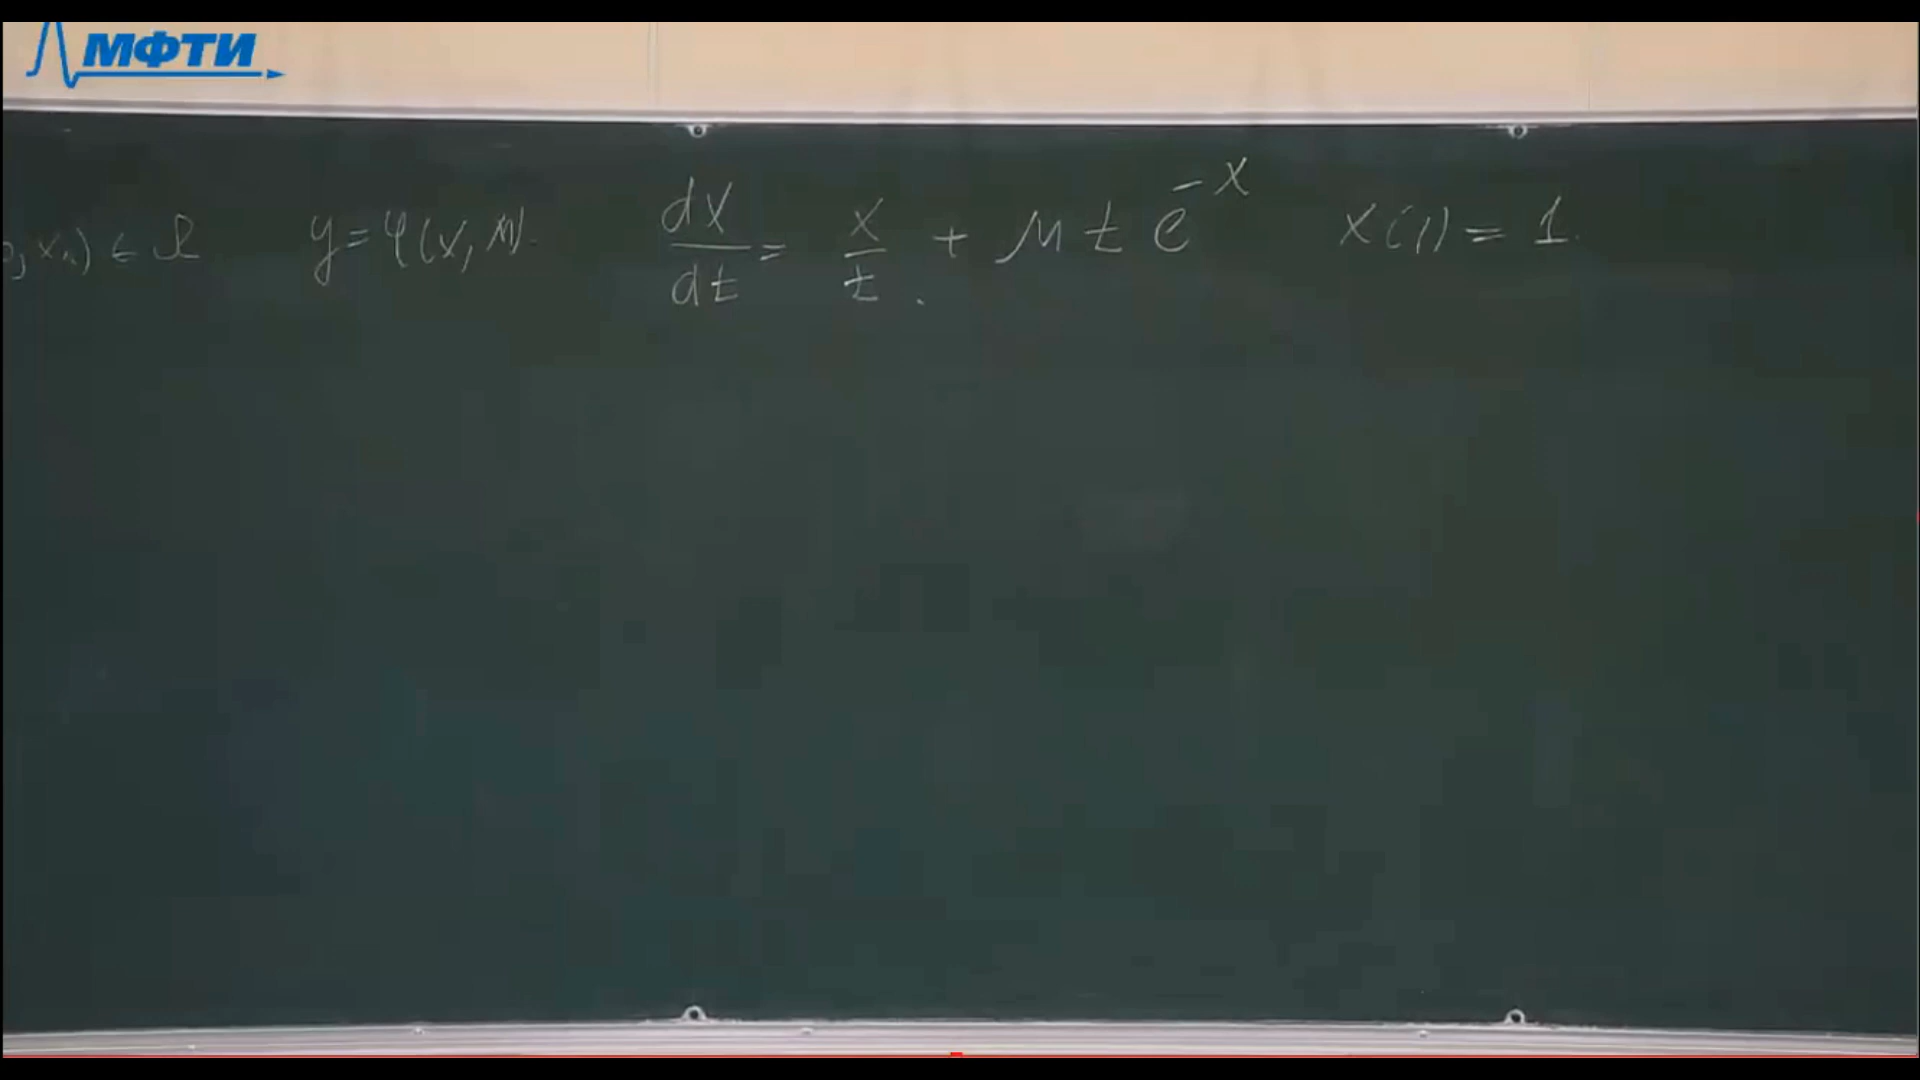 МФТИ
, x₀) ∈ Ω y = φ(x, μ). dx/dt = x/t + μ t e^{-x} x(1) = 1.